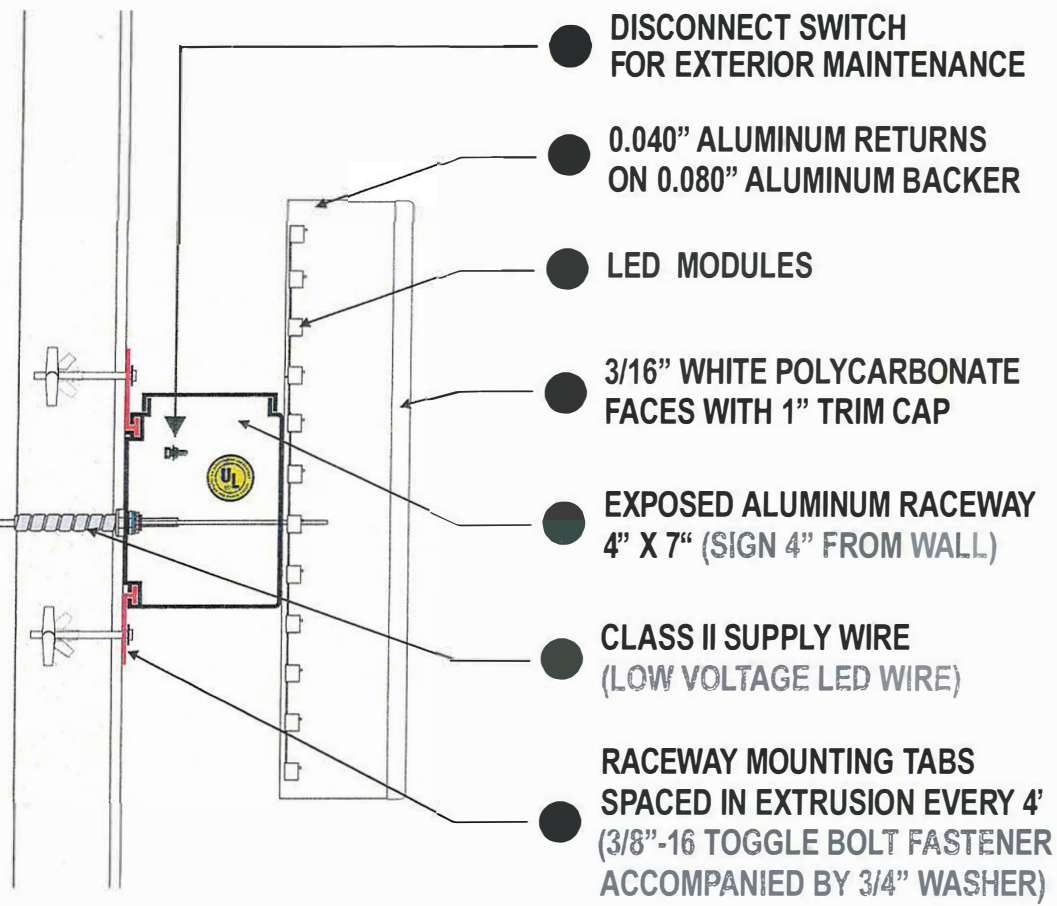 DISCONNECT SWITCH
FOR EXTERIOR MAINTENANCE
0.040” ALUMINUM RETURNS
ON 0.080” ALUMINUM BACKER
LED MODULES
3/16” WHITE POLYCARBONATE
FACES WITH 1” TRIM CAP
EXPOSED ALUMINUM RACEWAY
4” X 7“ (SIGN 4” FROM WALL)
UL
CLASS II SUPPLY WIRE
(LOW VOLTAGE LED WIRE)
RACEWAY MOUNTING TABS
SPACED IN EXTRUSION EVERY 4’
(3/8”-16 TOGGLE BOLT FASTENER
ACCOMPANIED BY 3/4” WASHER)